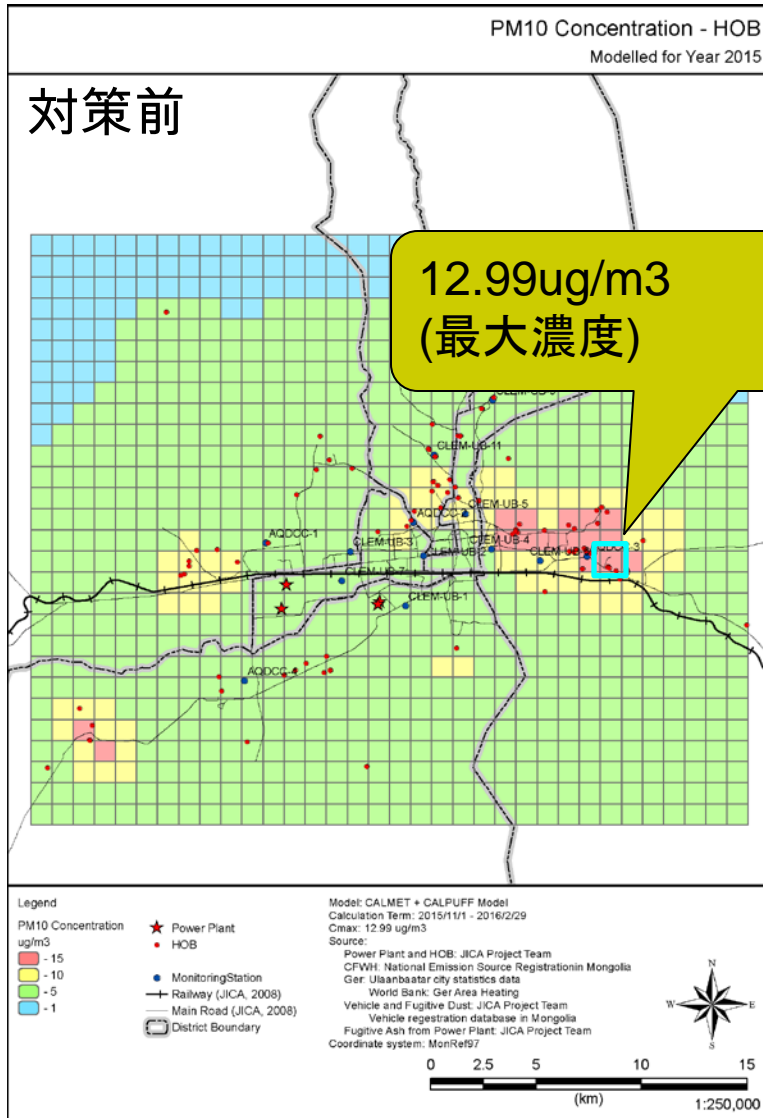 PM10 Concentration - HOB
Modelled for Year 2015
対策前
12.99ug/m3
(最大濃度)
CLEM-UB-11
CLEM-UB-5
AQDCC-2
AQDCC-1
CLEM-UB-3
CLEM-UB-4
CLEM-UB-2
CLEM-UB-7
CLEM-UB-1
AQDCC-4
Legend
PM10 Concentration
ug/m3
- 15
- 10
- 5
- 1
Power Plant
HOB
MonitoringStation
Railway (JICA, 2008)
Main Road (JICA, 2008)
District Boundary
Model: CALMET + CALPUFF Model
Calculation Term: 2015/11/1 - 2016/2/29
Cmax: 12.99 ug/m3
Source:
Power Plant and HOB: JICA Project Team
CFWH: National Emission Source Registrationin Mongolia
Ger: Ulaanbaatar city statistics data
World Bank: Ger Area Heating
Vehicle and Fugitive Dust: JICA Project Team
Vehicle regestration database in Mongolia
Fugitive Ash from Power Plant: JICA Project Team
Coordinate system: MonRef97
N
W E
S
0 2.5 5 10 15
(km)
1:250,000